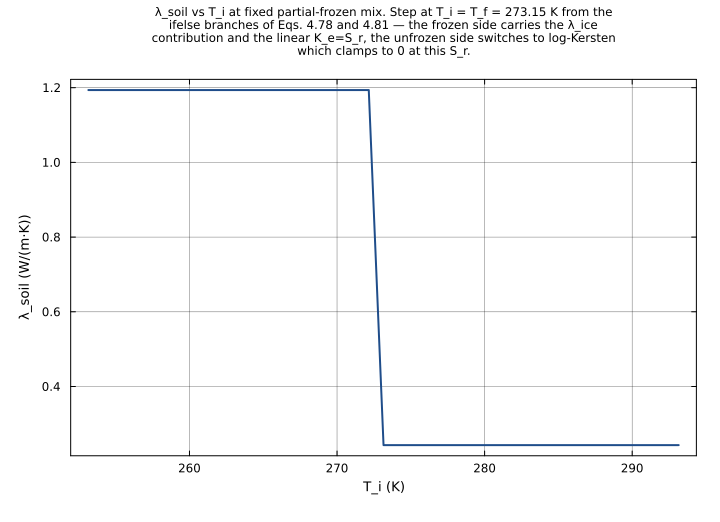 λ_soil vs T_i at fixed partial-frozen mix. Step at T_i = T_f = 273.15 K from the
ifelse branches of Eqs. 4.78 and 4.81 — the frozen side carries the λ_ice
contribution and the linear K_e=S_r, the unfrozen side switches to log-Kersten
which clamps to 0 at this S_r.
1.2
1.0
0.8
0.6
0.4
λ_soil (W/(m·K))
260 270 280 290
T_i (K)